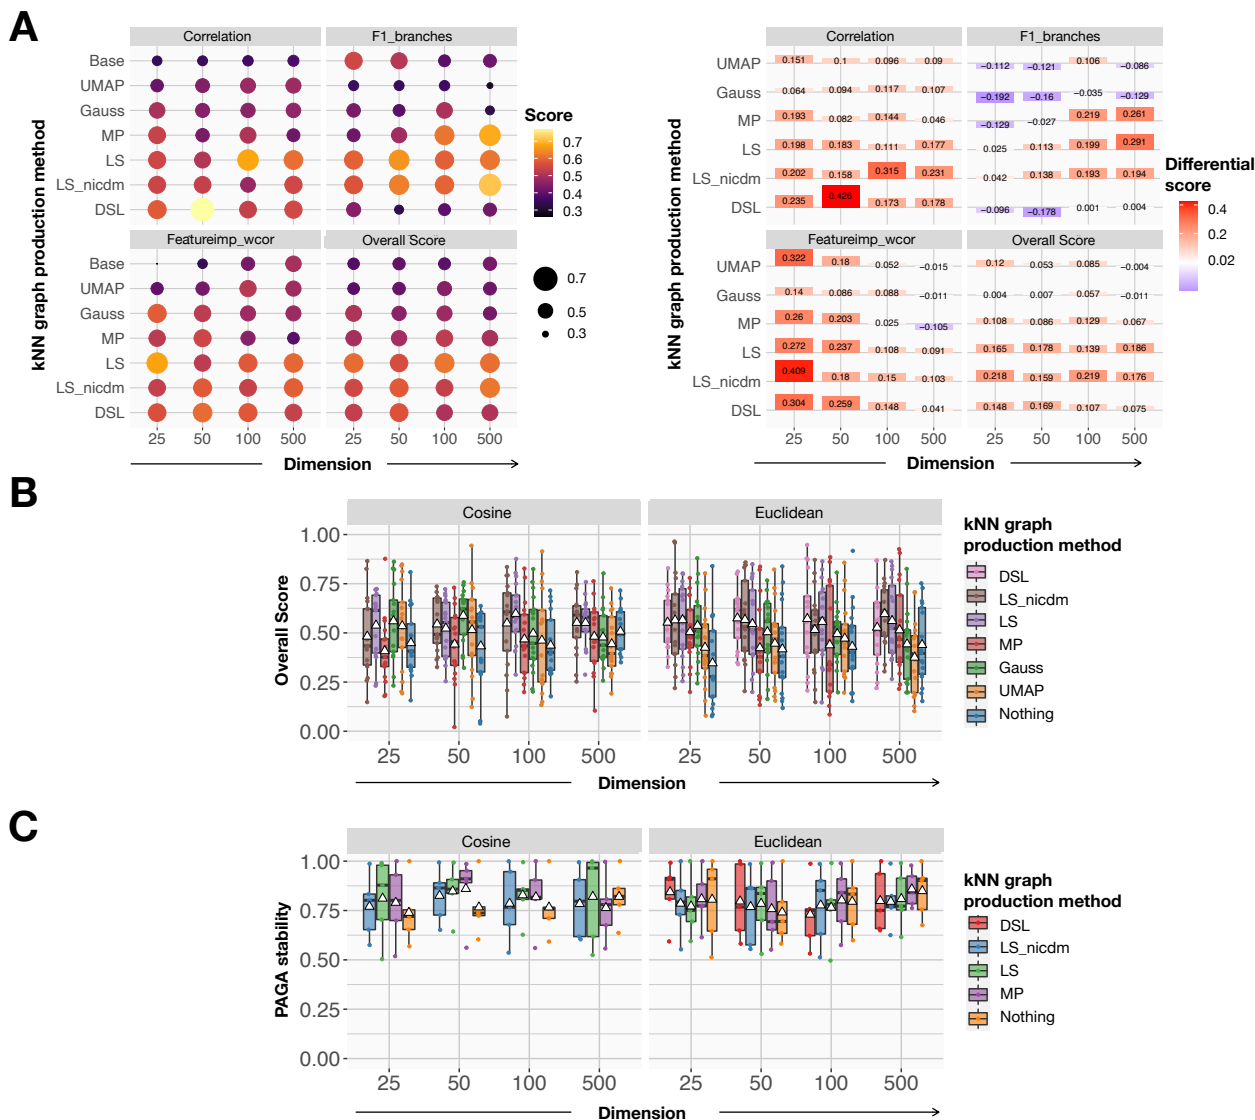 A
kNN graph production method
Correlation
F1_branches
Base
UMAP
Gauss
MP
LS
LS_nicdm
DSL
Featureimp_wcor
Overall Score
Base
UMAP
Gauss
MP
LS
LS_nicdm
DSL
25 50 100 500 25 50 100 500
Dimension
Score
0.7
0.6
0.5
0.4
0.3
0.7
0.5
0.3
kNN graph production method
Correlation
F1_branches
UMAP 0.151 0.1 0.096 0.09 −0.112 −0.121 0.106 −0.086
Gauss 0.064 0.094 0.117 0.107 −0.192 −0.16 −0.035 −0.129
MP 0.193 0.082 0.144 0.046 −0.129 −0.027 0.219 0.261
LS 0.198 0.183 0.111 0.177 0.025 0.113 0.199 0.291
LS_nicdm 0.202 0.158 0.315 0.231 0.042 0.138 0.193 0.194
DSL 0.235 0.426 0.173 0.178 −0.096 −0.178 0.001 0.004
Featureimp_wcor
Overall Score
UMAP 0.322 0.18 0.052 −0.015 0.12 0.053 0.085 −0.004
Gauss 0.14 0.086 0.088 −0.011 0.004 0.007 0.057 −0.011
MP 0.26 0.203 0.025 −0.105 0.108 0.086 0.129 0.067
LS 0.272 0.237 0.108 0.091 0.165 0.178 0.139 0.186
LS_nicdm 0.409 0.18 0.15 0.103 0.218 0.159 0.219 0.176
DSL 0.304 0.259 0.148 0.041 0.148 0.169 0.107 0.075
25 50 100 500 25 50 100 500
Dimension
Differential
score
0.4
0.2
0.02
B
Overall Score
Cosine
Euclidean
1.00
0.75
0.50
0.25
0.00
25 50 100 500 25 50 100 500
Dimension
kNN graph
production method
DSL
LS_nicdm
LS
MP
Gauss
UMAP
Nothing
C
PAGA stability
Cosine
Euclidean
1.00
0.75
0.50
0.25
0.00
25 50 100 500 25 50 100 500
Dimension
kNN graph
production method
DSL
LS_nicdm
LS
MP
Nothing